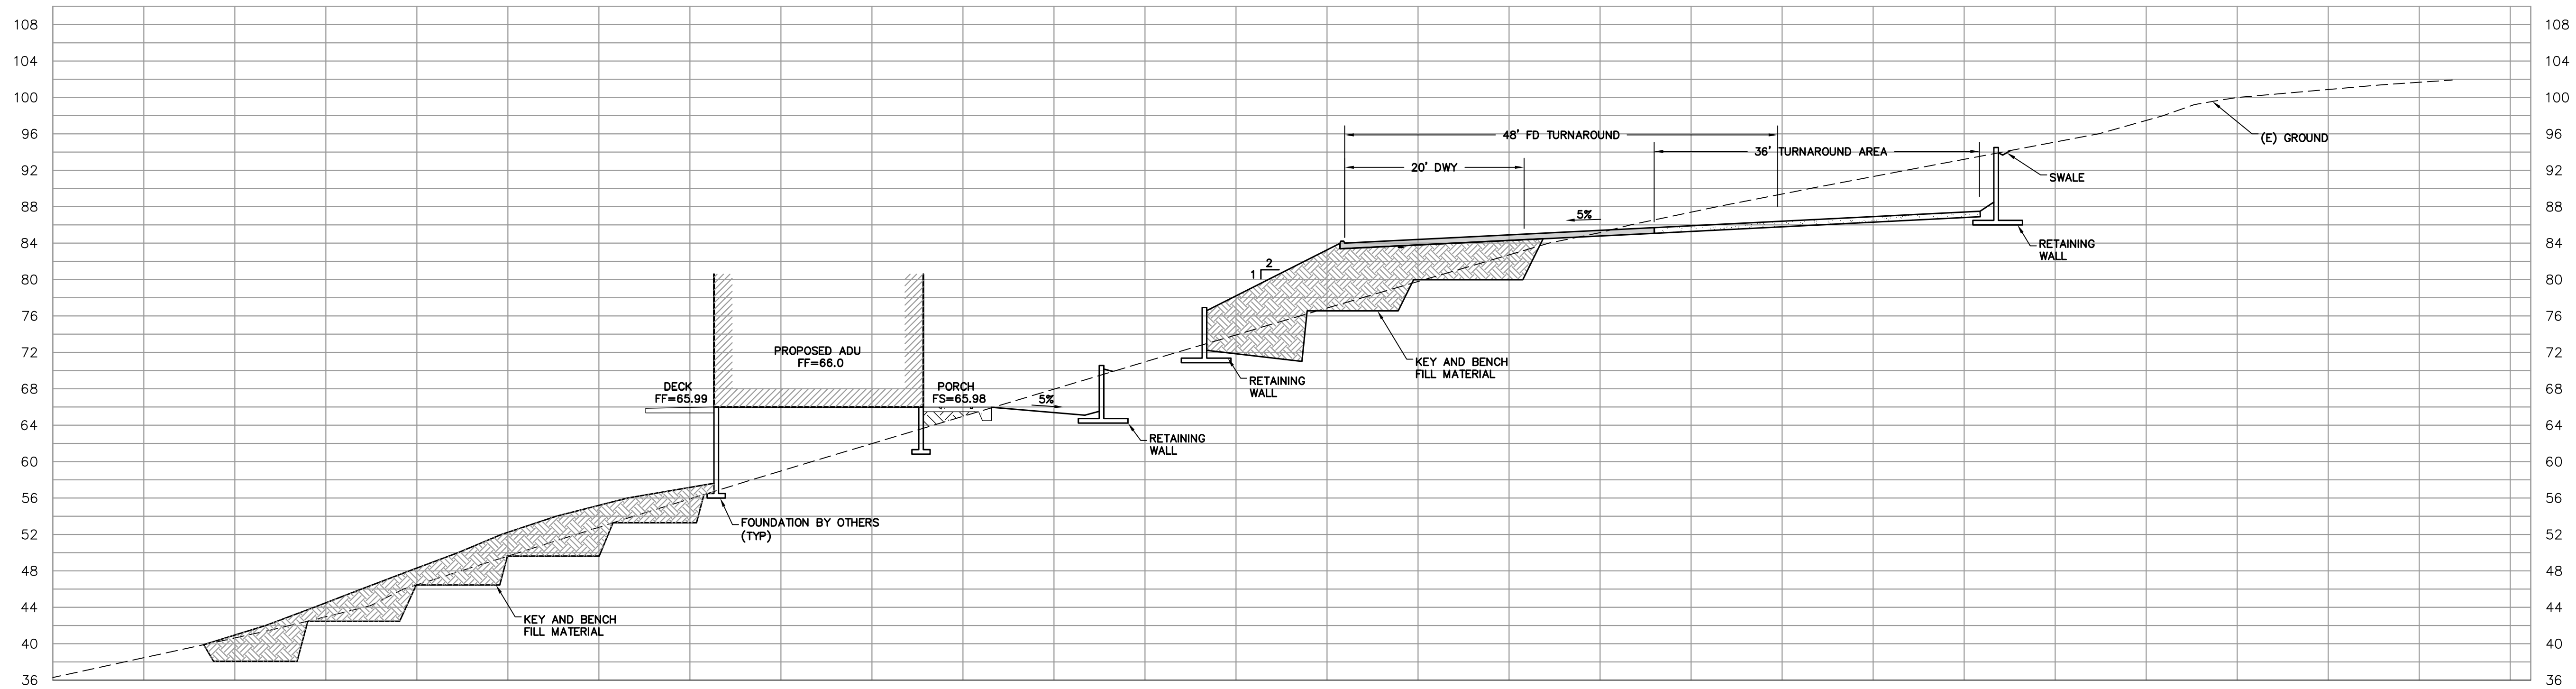 108
108
104
104
100
100
96
96
48' FD TURNAROUND
(E) GROUND
36' TURNAROUND AREA
92
92
20' DWY
SWALE
88
88
5%
84
84
RETAINING
WALL
2
1
80
80
76
76
72
72
PROPOSED ADU
FF=66.0
KEY AND BENCH
FILL MATERIAL
RETAINING
WALL
68
68
DECK
FF=65.99
PORCH
FS=65.98
5%
64
64
RETAINING
WALL
60
60
56
56
FOUNDATION BY OTHERS
(TYP)
52
52
48
48
44
44
KEY AND BENCH
FILL MATERIAL
40
40
36
36